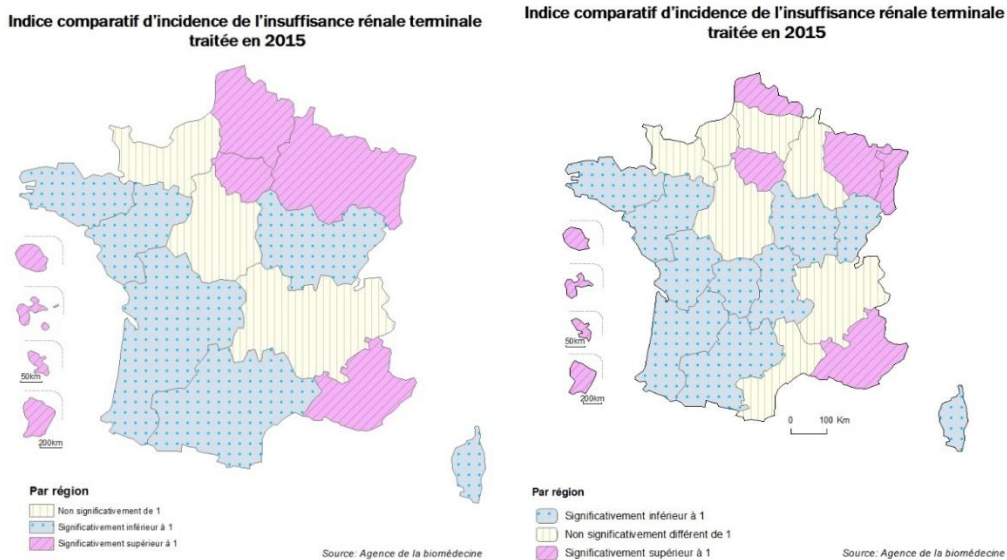 Indice comparatif d'incidence de l'insuffisance rénale terminale
traitée en 2015
50km
200km
Par région
Non significativement de 1
Significativement inférieur à 1
Significativement supérieur à 1
Source: Agence de la biomédecine
Indice comparatif d'incidence de l'insuffisance rénale terminale
traitée en 2015
50km
200km
0 100 Km
Par région
Significativement inférieur à 1
Non significativement différent de 1
Significativement supérieur à 1
Source: Agence de la biomédecine